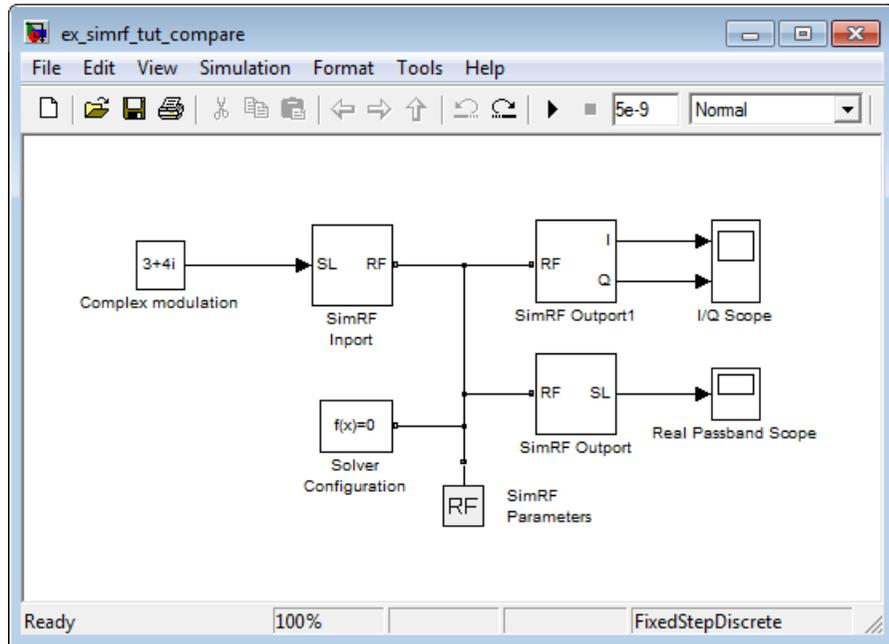 ex_simrf_tut_compare
File Edit View Simulation Format Tools Help
5e-9 Normal
3+4i
Complex modulation
SL RF
SimRF
Inport
RF I Q
SimRF Outport1
I/Q Scope
RF SL
SimRF Outport
Real Passband Scope
f(x)=0
Solver
Configuration
RF
SimRF
Parameters
Ready 100% FixedStepDiscrete